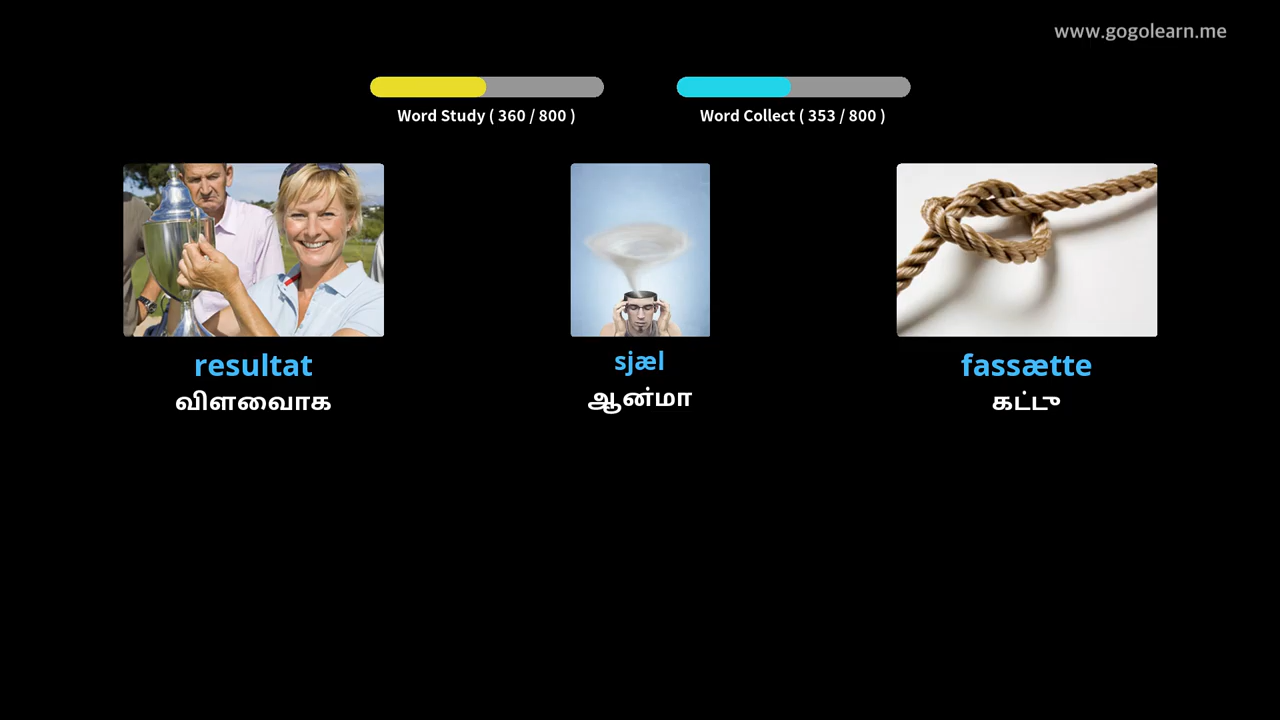 www.gogolearn.me
Word Study ( 360 / 800 )
Word Collect ( 353 / 800 )
resultat
விளைவாக
sjæl
ஆன்மா
fassætte
கட்டு